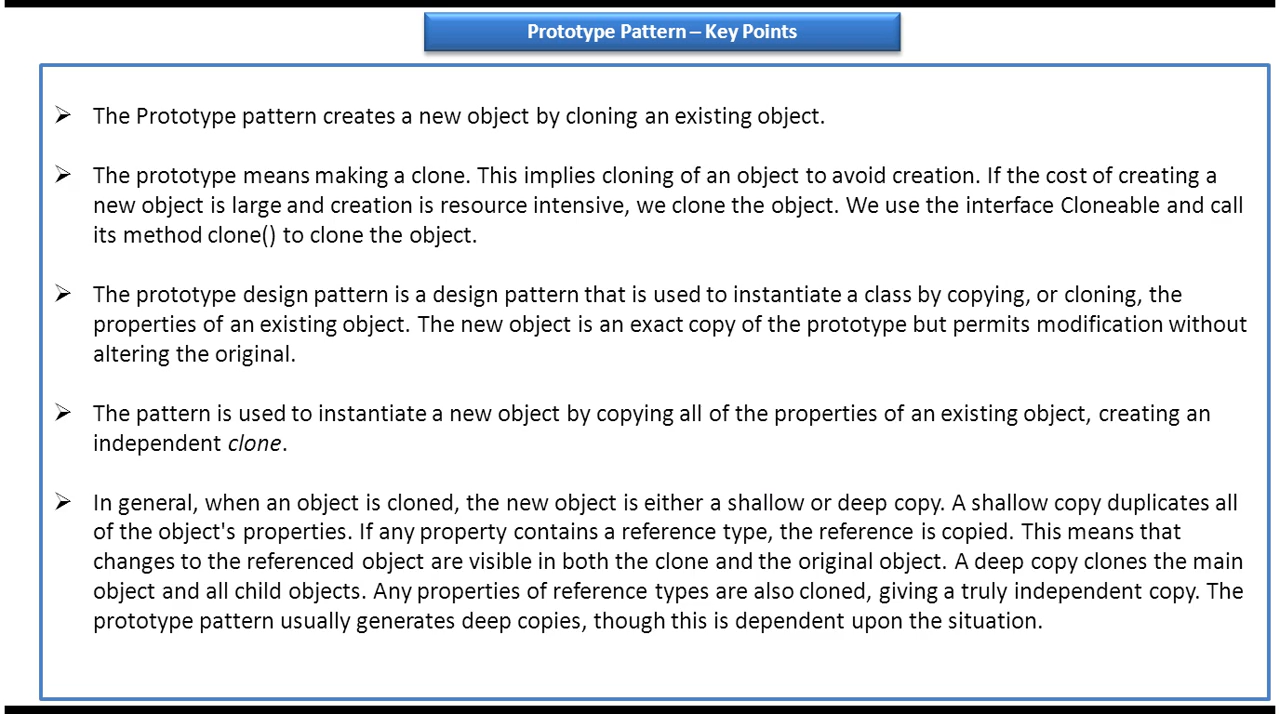 Prototype Pattern – Key Points
The Prototype pattern creates a new object by cloning an existing object.
The prototype means making a clone. This implies cloning of an object to avoid creation. If the cost of creating a
new object is large and creation is resource intensive, we clone the object. We use the interface Cloneable and call
its method clone() to clone the object.
The prototype design pattern is a design pattern that is used to instantiate a class by copying, or cloning, the
properties of an existing object. The new object is an exact copy of the prototype but permits modification without
altering the original.
The pattern is used to instantiate a new object by copying all of the properties of an existing object, creating an
independent clone.
In general, when an object is cloned, the new object is either a shallow or deep copy. A shallow copy duplicates all
of the object's properties. If any property contains a reference type, the reference is copied. This means that
changes to the referenced object are visible in both the clone and the original object. A deep copy clones the main
object and all child objects. Any properties of reference types are also cloned, giving a truly independent copy. The
prototype pattern usually generates deep copies, though this is dependent upon the situation.